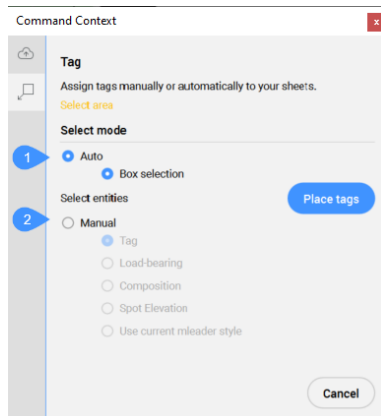 Command Context
x
Tag
Assign tags manually or automatically to your sheets.
Select area
Select mode
1
Auto
Box selection
Select entities
Place tags
2
Manual
Tag
Load-bearing
Composition
Spot Elevation
Use current mleader style
Cancel